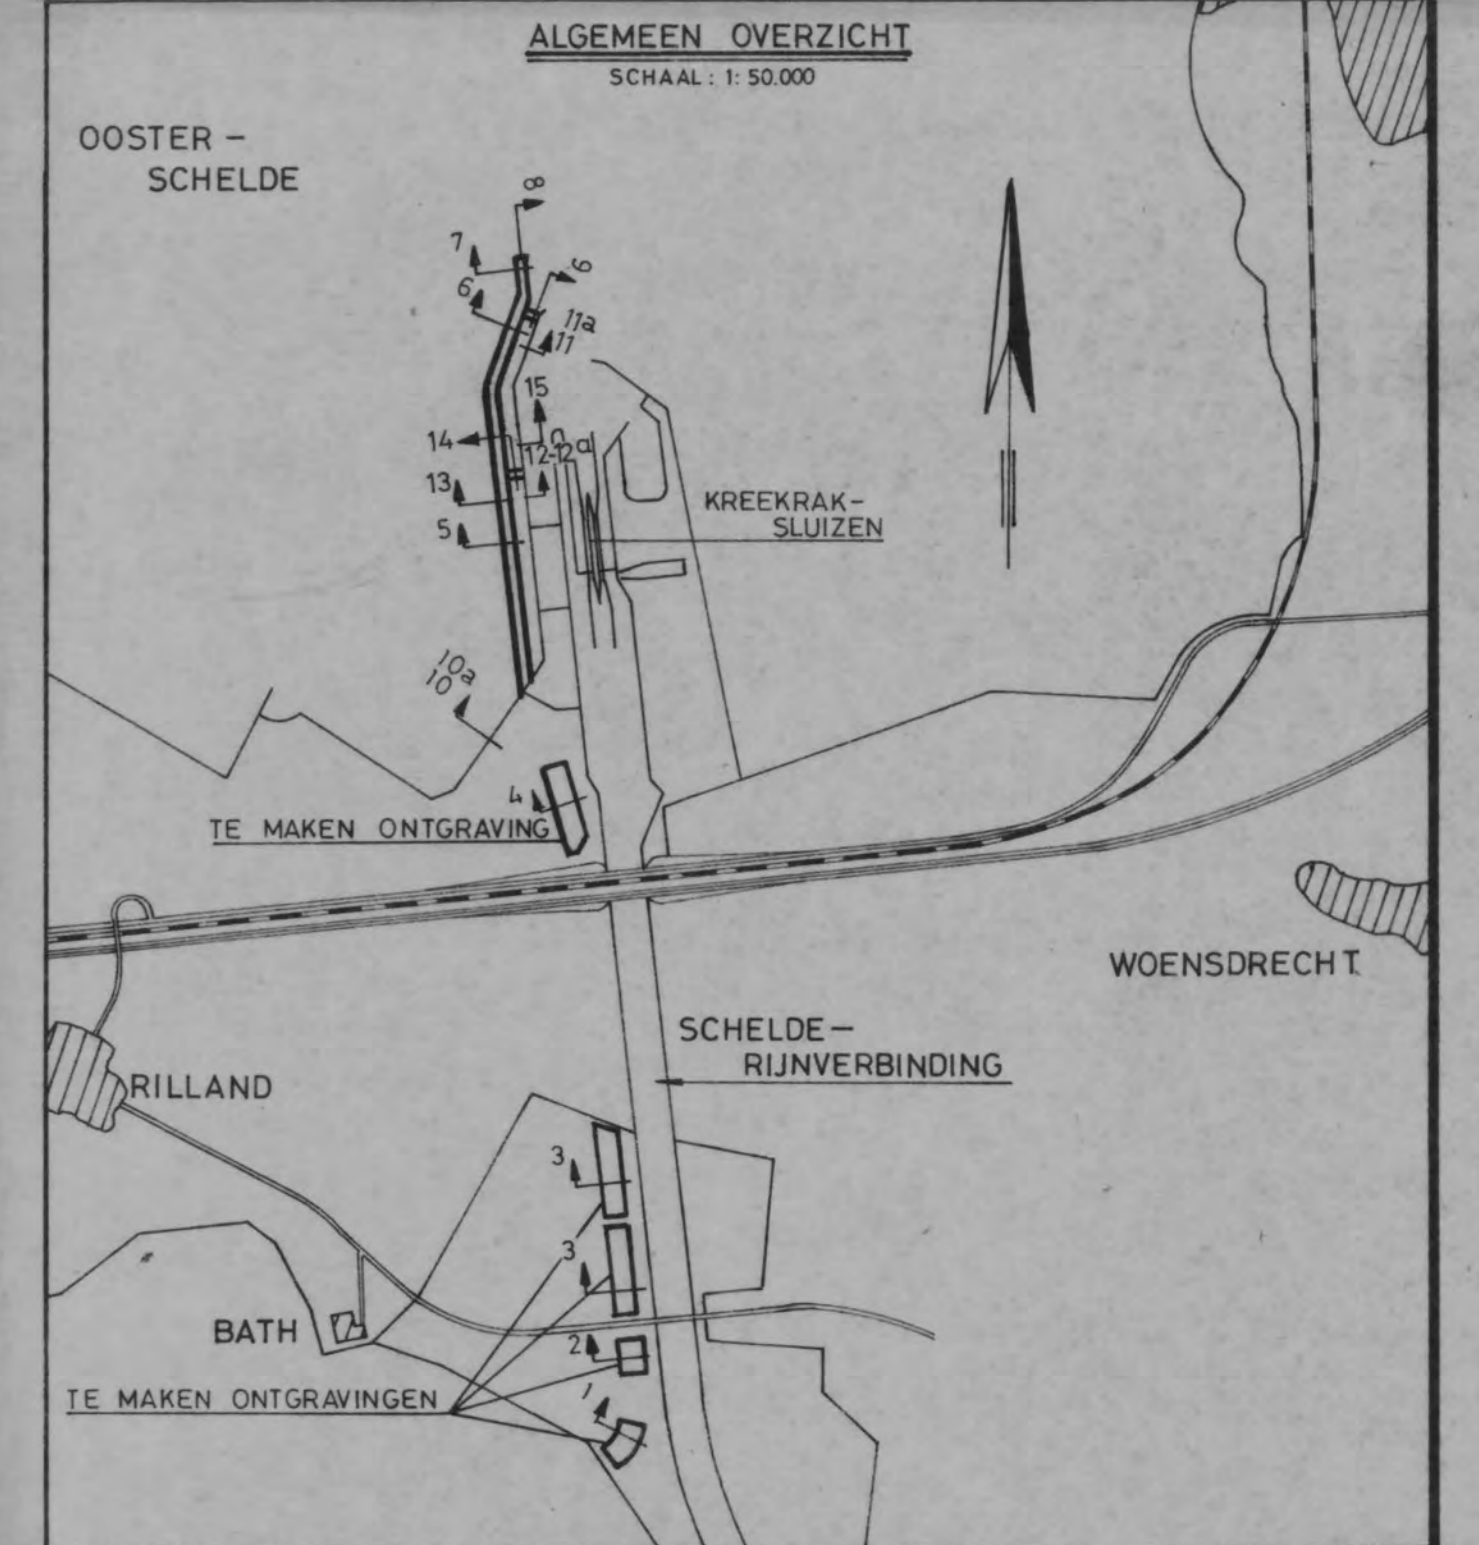 ALGEMEEN OVERZICHT
SCHAAL: 1: 50.000
OOSTER –
SCHELDE
8
7
9
6
11a
11
15
14
12-12a
13
5
KREEKRAK-
SLUIZEN
10a
10
4
TE MAKEN ONTGRAVING
WOENSDRECHT
SCHELDE –
RIJNVERBINDING
RILLAND
3
3
BATH
2
TE MAKEN ONTGRAVINGEN
1